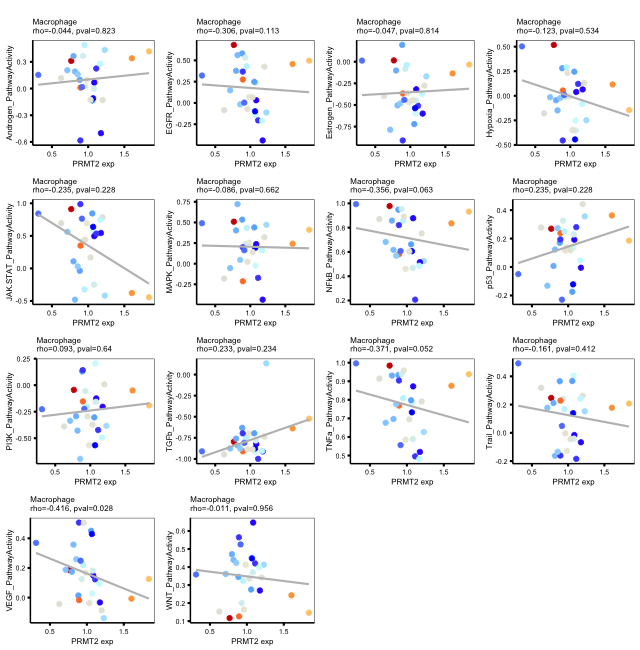 Macrophage
rho=-0.044, pval=0.823
Androgen_PathwayActivity
0.3
0.0
-0.3
-0.6
0.5
1.0
1.5
PRMT2 exp
Macrophage
rho=-0.306, pval=0.113
EGFR_PathwayActivity
0.50
0.25
0.00
-0.25
0.5
1.0
1.5
PRMT2 exp
Macrophage
rho=-0.047, pval=0.814
Estrogen_PathwayActivity
0.00
-0.25
-0.50
-0.75
0.5
1.0
1.5
PRMT2 exp
Macrophage
rho=-0.123, pval=0.534
Hypoxia_PathwayActivity
0.50
0.25
0.00
-0.25
-0.50
0.5
1.0
1.5
PRMT2 exp
Macrophage
rho=-0.235, pval=0.228
JAK.STAT_PathwayActivity
1.0
0.5
0.0
-0.5
0.5
1.0
1.5
PRMT2 exp
Macrophage
rho=-0.086, pval=0.662
MAPK_PathwayActivity
0.75
0.50
0.25
0.00
-0.25
0.5
1.0
1.5
PRMT2 exp
Macrophage
rho=-0.356, pval=0.063
NFkB_PathwayActivity
1.0
0.8
0.6
0.4
0.2
0.5
1.0
1.5
PRMT2 exp
Macrophage
rho=0.235, pval=0.228
p53_PathwayActivity
0.4
0.2
0.0
-0.2
0.5
1.0
1.5
PRMT2 exp
Macrophage
rho=0.093, pval=0.64
PI3K_PathwayActivity
0.25
0.00
-0.25
-0.50
0.5
1.0
1.5
PRMT2 exp
Macrophage
rho=0.233, pval=0.234
TGFb_PathwayActivity
0.00
-0.25
-0.50
-0.75
-1.00
0.5
1.0
1.5
PRMT2 exp
Macrophage
rho=-0.371, pval=0.052
TNFa_PathwayActivity
1.0
0.9
0.8
0.7
0.6
0.5
0.5
1.0
1.5
PRMT2 exp
Macrophage
rho=-0.161, pval=0.412
Trail_PathwayActivity
0.4
0.2
0.0
-0.2
0.5
1.0
1.5
PRMT2 exp
Macrophage
rho=-0.416, pval=0.028
VEGF_PathwayActivity
0.4
0.2
0.0
0.5
1.0
1.5
PRMT2 exp
Macrophage
rho=-0.011, pval=0.956
WNT_PathwayActivity
0.6
0.5
0.4
0.3
0.2
0.1
0.5
1.0
1.5
PRMT2 exp